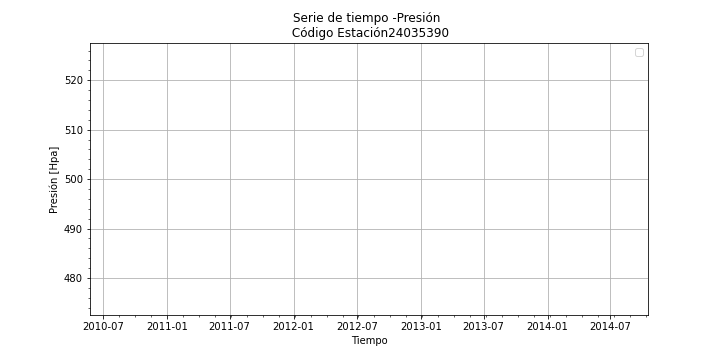 Serie de tiempo -Presión
Código Estación24035390
520
510
500
490
480
Presión [Hpa]
2010-07 2011-01 2011-07 2012-01 2012-07 2013-01 2013-07 2014-01 2014-07
Tiempo